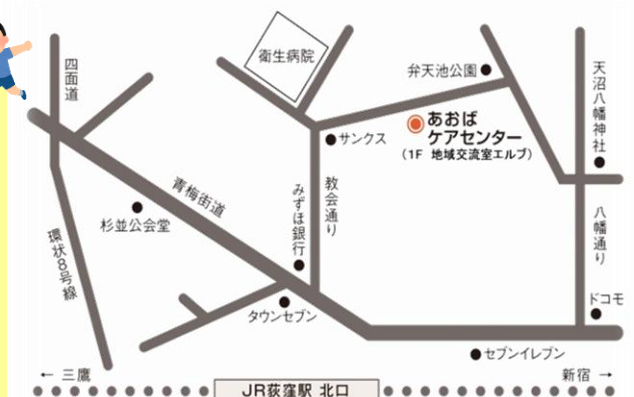 衛生病院
四面道
弁天池公園
天沼八幡神社
あおば
ケアセンター
（1F 地域交流室エルブ）
サンクス
青梅街道
みずほ銀行
教会通り
杉並公会堂
八幡通り
環状8号線
ドコモ
タウンセブン
セブンイレブン
← 三鷹
新宿 →
JR荻窪駅 北口